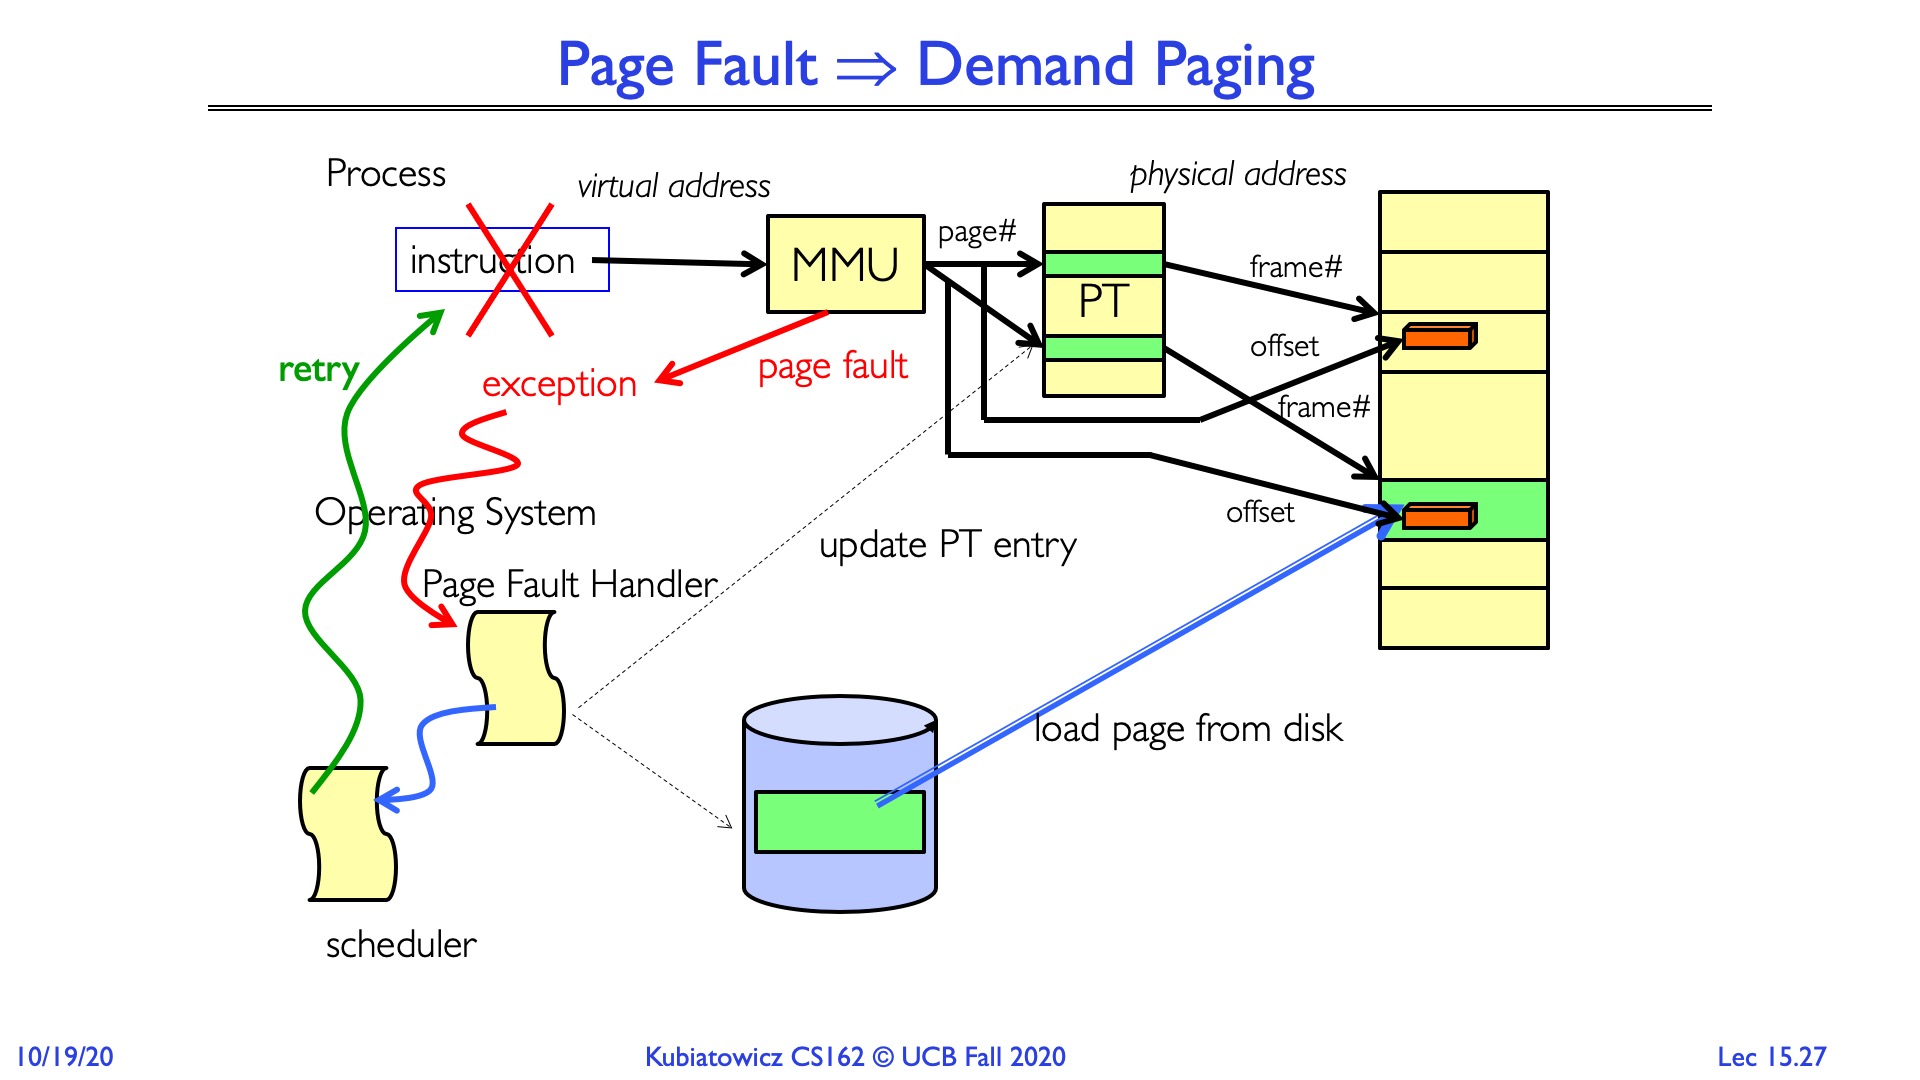 Page Fault ⇒ Demand Paging
Process
virtual address
physical address
instruction
MMU
page#
PT
frame#
offset
frame#
offset
retry
exception
page fault
Operating System
update PT entry
Page Fault Handler
load page from disk
scheduler
10/19/20
Kubiatowicz CS162 © UCB Fall 2020
Lec 15.27